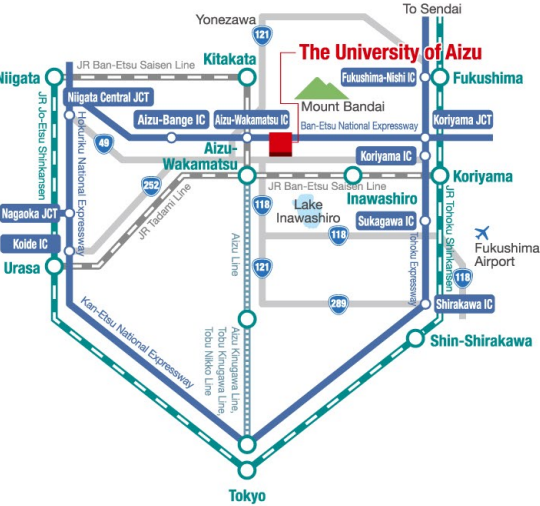 To Sendai
Yonezawa
121
The University of Aizu
Kitakata
JR Ban-Etsu Saisen Line
Niigata
Fukushima-Nishi IC
Fukushima
Mount Bandai
Niigata Central JCT
Aizu-Bange IC
Aizu-Wakamatsu IC
Ban-Etsu National Expressway
Koriyama JCT
JR Jo-Etsu Shinkansen
Hokuriku National Expressway
49
Aizu-
Wakamatsu
Koriyama IC
252
JR Ban-Etsu Saisen Line
Inawashiro
Koriyama
JR Tadami Line
Nagaoka JCT
118
Lake
Inawashiro
Sukagawa IC
JR Tohoku Shinkansen
Koide IC
Aizu Line
118
Tohoku Expressway
Fukushima
Airport
Urasa
121
118
289
Shirakawa IC
Kan-Etsu National Expressway
Aizu Kinugawa Line,
Tobu Kinugawa Line,
Tobu Nikko Line
Shin-Shirakawa
Tokyo